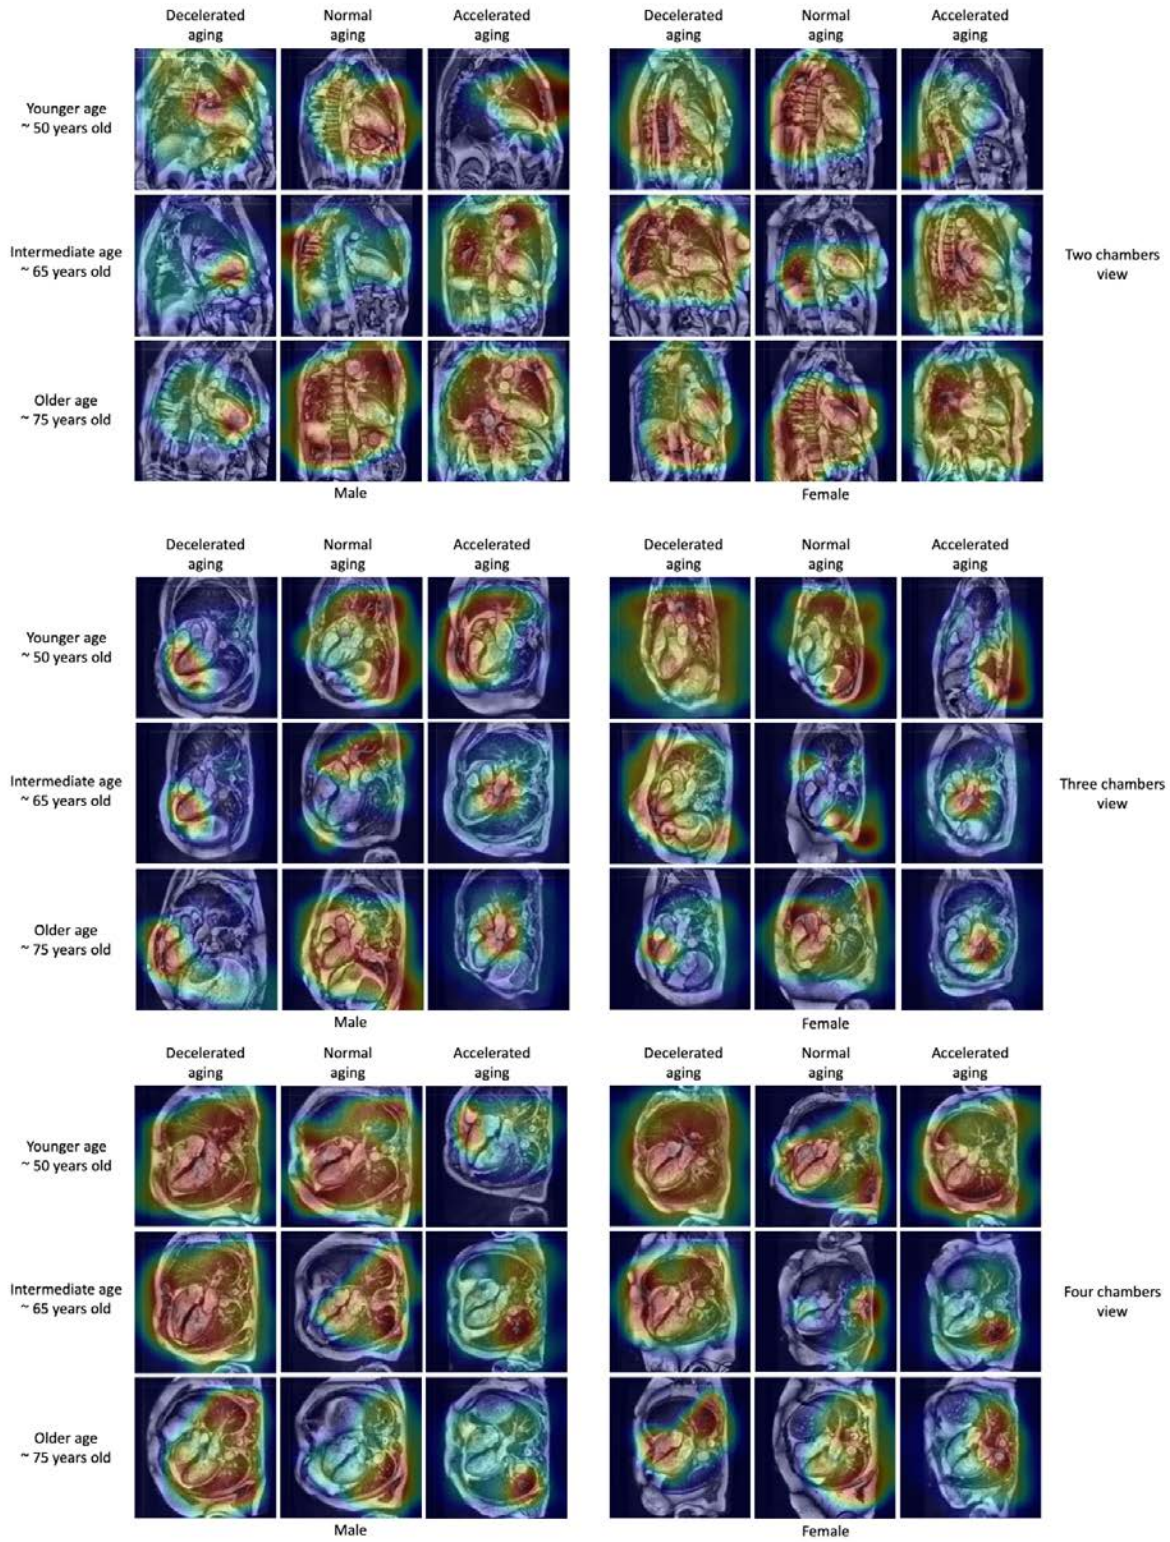 Decelerated
aging
Normal
aging
Accelerated
aging
Decelerated
aging
Normal
aging
Accelerated
aging
Younger age
~ 50 years old
Intermediate age
~ 65 years old
Two chambers
view
Older age
~ 75 years old
Male
Female
Decelerated
aging
Normal
aging
Accelerated
aging
Decelerated
aging
Normal
aging
Accelerated
aging
Younger age
~ 50 years old
Intermediate age
~ 65 years old
Three chambers
view
Older age
~ 75 years old
Male
Female
Decelerated
aging
Normal
aging
Accelerated
aging
Decelerated
aging
Normal
aging
Accelerated
aging
Younger age
~ 50 years old
Intermediate age
~ 65 years old
Four chambers
view
Older age
~ 75 years old
Male
Female